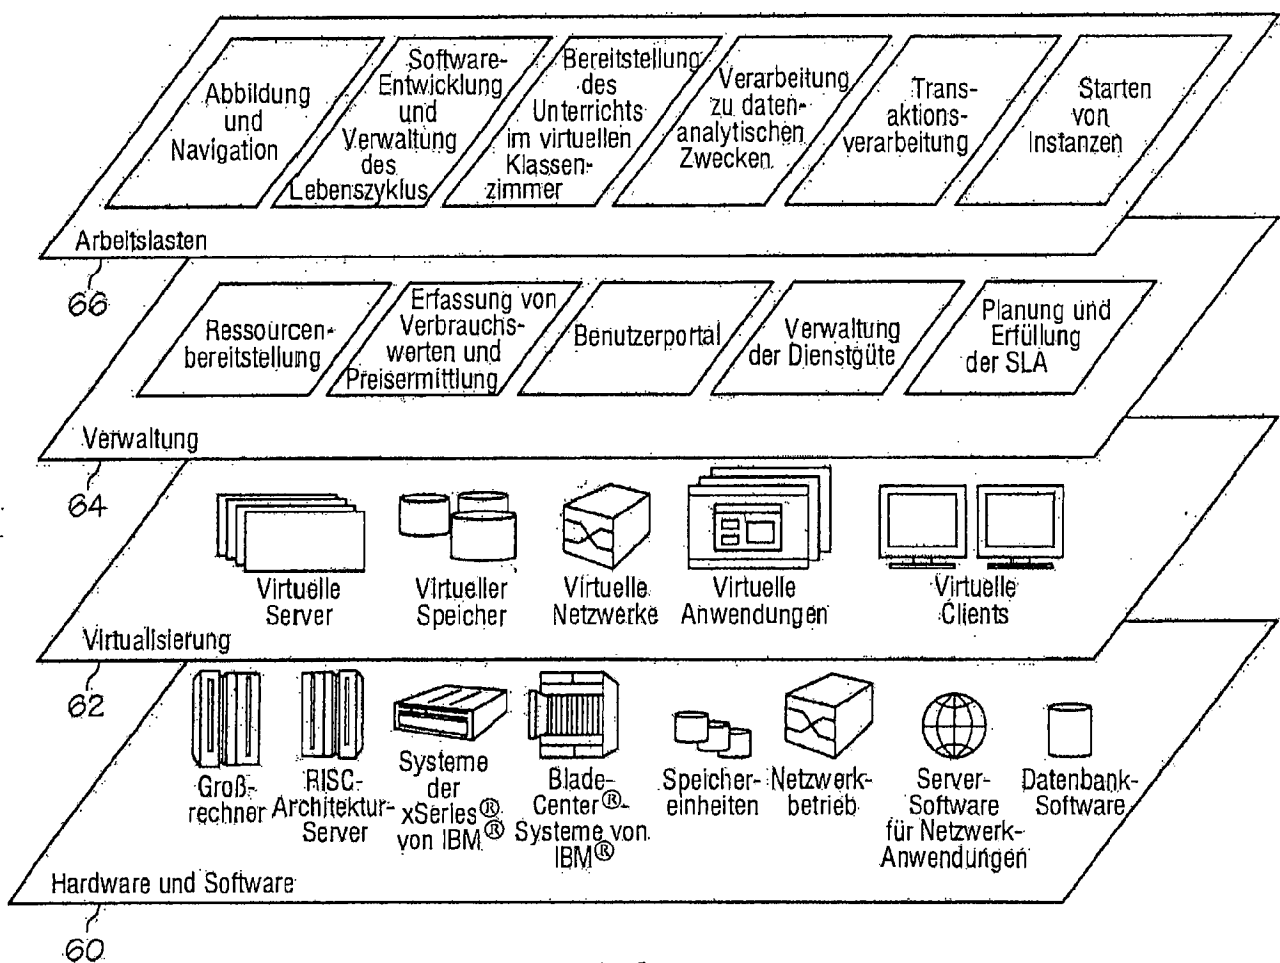 Abbildung
und
Navigation
Software-
Entwicklung
und
Verwaltung
des
Lebenszyklus
Bereitstellung
des
Unterrichts
im virtuellen
Klassen-
zimmer
Verarbeitung
zu daten-
analytischen
Zwecken
Trans-
aktions-
verarbeitung
Starten
von
Instanzen
Arbeitslasten
66
Ressourcen-
bereitstellung
Erfassung von
Verbrauchs-
werten und
Preisermittlung
Benutzerportal
Verwaltung
der Dienstgüte
Planung und
Erfüllung
der SLA
Verwaltung
64
Virtuelle
Server
Virtueller
Speicher
Virtuelle
Netzwerke
Virtuelle
Anwendungen
Virtuelle
Clients
Virtualisierung
62
Groß-
rechner
RISC-
Architektur-
Server
Systeme
der
xSeries®
von IBM®
Blade-
Center®-
Systeme von
IBM®
Speicher-
einheiten
Netzwerk-
betrieb
Server-
Software
für Netzwerk-
Anwendungen
Datenbank-
Software
Hardware und Software
60